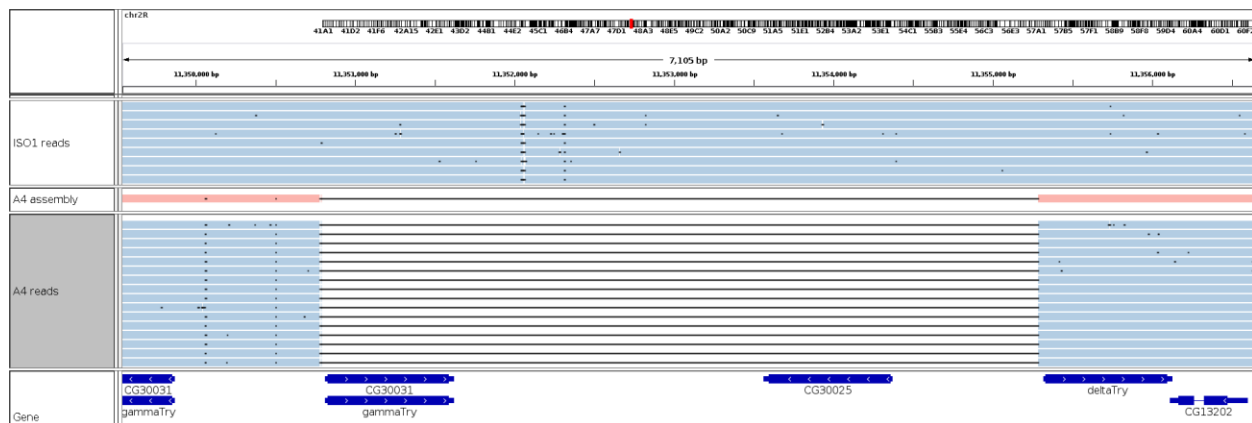 chr2R
41A1 41D2 41F6 42A15 42E1 43D2 44B1 44E2 45C1 46B4 47A7 47D1 48A3 48E5 49C2 50A2 50C9 51A5 51E1 52B4 53A2 53E1 54C1 55B3 55E4 56C3 56E3 57A1 57B5 57F1 58B9 58F8 59D4 60A4 60D1 60F2
7,105 bp
11,350,000 bp 11,351,000 bp 11,352,000 bp 11,353,000 bp 11,354,000 bp 11,355,000 bp 11,356,000 bp
ISO1 reads
A4 assembly
A4 reads
Gene
CG30031 CG30031 CG30025 deltaTry
gammaTry gammaTry CG13202